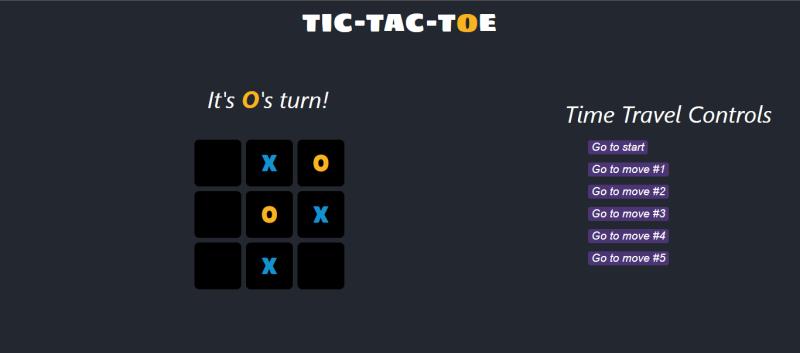 TIC-TAC-TOE
It's O's turn!
X O
O X
X
Time Travel Controls
Go to start
Go to move #1
Go to move #2
Go to move #3
Go to move #4
Go to move #5